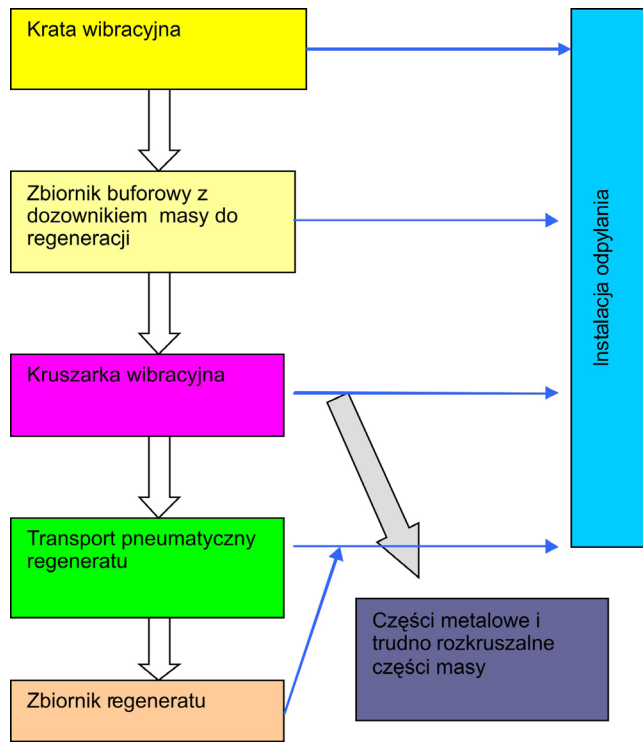 Krata wibracyjna
Zbiornik buforowy z
dozownikiem masy do
regeneracji
Kruszarka wibracyjna
Transport pneumatyczny
regeneratu
Zbiornik regeneratu
Części metalowe i
trudno rozkruszalne
części masy
Instalacja odpylania